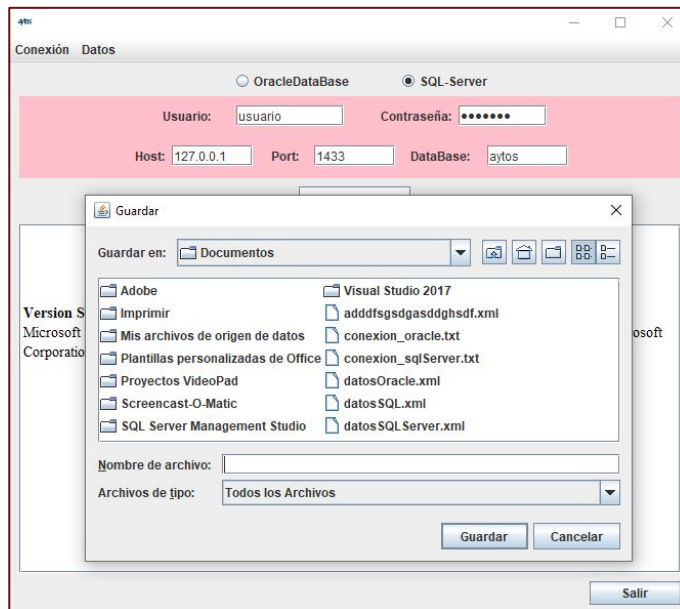 aytos
Conexión Datos
OracleDataBase SQL-Server
Usuario: usuario Contraseña: •••••••
Host: 127.0.0.1 Port: 1433 DataBase: aytos
Guardar
Guardar en: Documentos
Adobe Visual Studio 2017
Imprimir adddfsgsdgasddghsdf.xml
Mis archivos de origen de datos conexion_oracle.txt
Plantillas personalizadas de Office conexion_sqlServer.txt
Proyectos VideoPad datosOracle.xml
Screencast-O-Matic datosSQL.xml
SQL Server Management Studio datosSQLServer.xml
Version S
Microsoft osoft
Corporatio
Nombre de archivo:
Archivos de tipo: Todos los Archivos
Guardar Cancelar
Salir